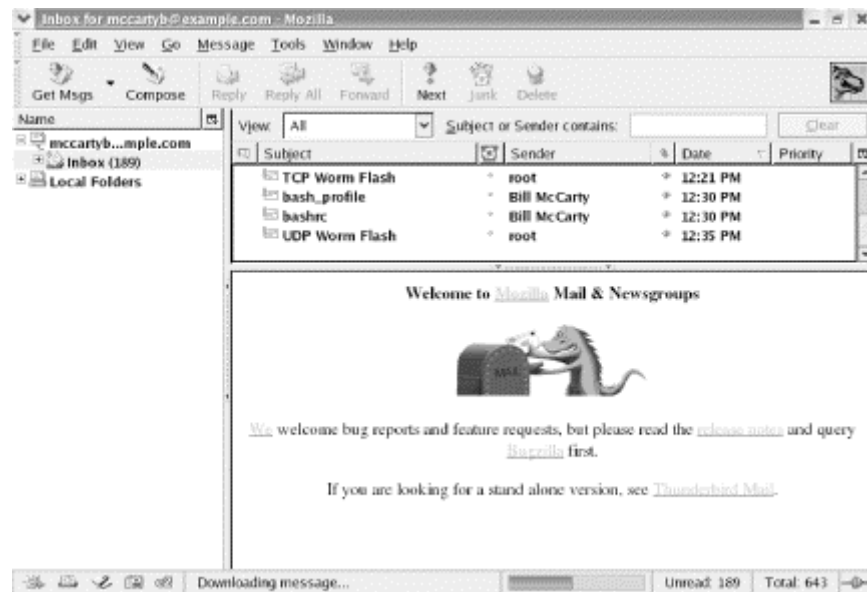 Inbox for mccartyb@example.com - Mozilla
File Edit View Go Message Tools Window Help
Get Msgs Compose Reply Reply All Forward Next Junk Delete
Name
View: All Subject or Sender contains: Clear
mccartyb...mple.com
Inbox (189)
Local Folders
Subject Sender Date Priority
TCP Worm Flash root 12:21 PM
bash_profile Bill McCarty 12:30 PM
bashrc Bill McCarty 12:30 PM
UDP Worm Flash root 12:35 PM
Welcome to Mozilla Mail & Newsgroups
MAIL
We welcome bug reports and feature requests, but please read the release notes and query
Bugzilla first.
If you are looking for a stand alone version, see Thunderbird Mail.
Downloading message... Unread: 189 Total: 643